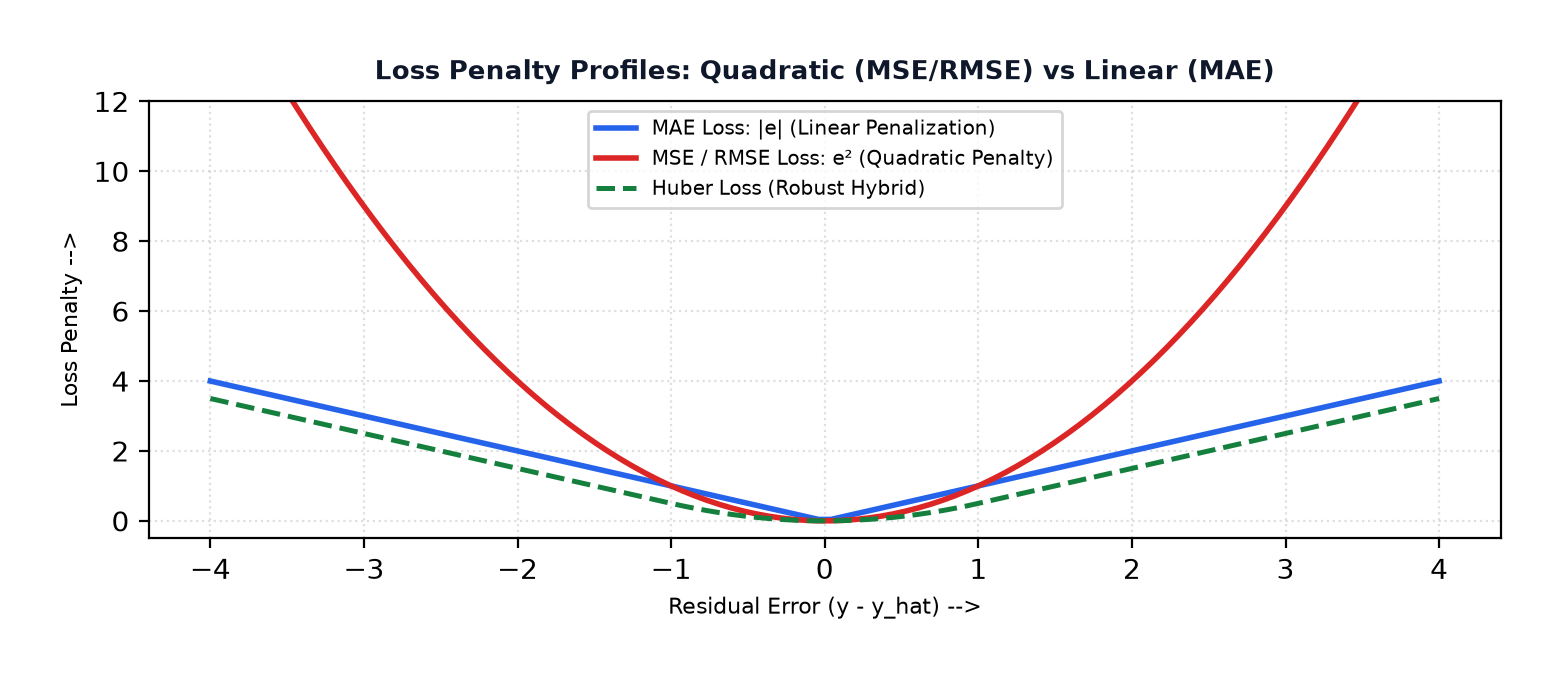 Loss Penalty Profiles: Quadratic (MSE/RMSE) vs Linear (MAE)
MAE Loss: |e| (Linear Penalization)
MSE / RMSE Loss: e² (Quadratic Penalty)
Huber Loss (Robust Hybrid)
Loss Penalty -->
12
10
8
6
4
2
0
−4 −3 −2 −1 0 1 2 3 4
Residual Error (y - y_hat) -->